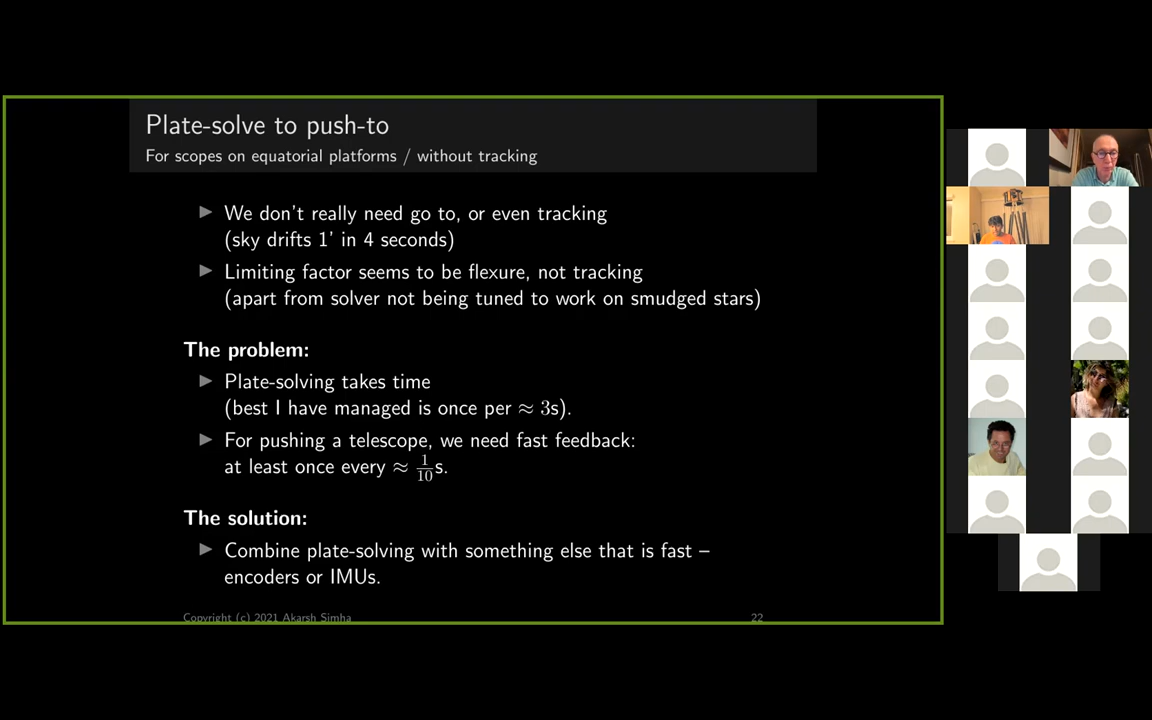 Plate-solve to push-to
For scopes on equatorial platforms / without tracking
▶ We don't really need go to, or even tracking
(sky drifts 1' in 4 seconds)
▶ Limiting factor seems to be flexure, not tracking
(apart from solver not being tuned to work on smudged stars)
The problem:
▶ Plate-solving takes time
(best I have managed is once per ≈ 3s).
▶ For pushing a telescope, we need fast feedback:
at least once every ≈ 1/10 s.
The solution:
▶ Combine plate-solving with something else that is fast –
encoders or IMUs.
Copyright (c) 2021 Akarsh Simha 22